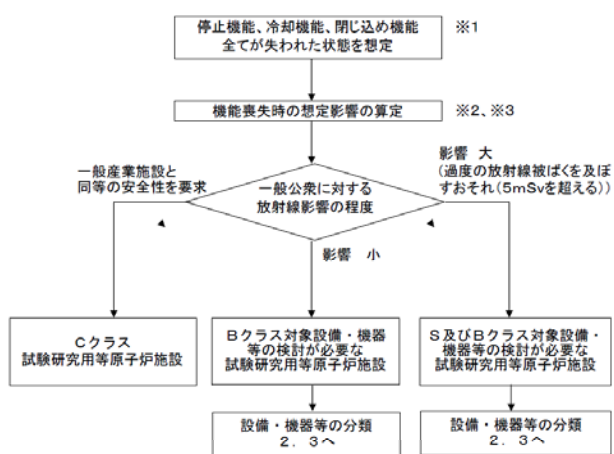 停止機能、冷却機能、閉じ込め機能
全てが失われた状態を想定
※1
機能喪失時の想定影響の算定
※2、※3
一般産業施設と
同等の安全性を要求
一般公衆に対する
放射線影響の程度
影響 大
(過度の放射線被ばくを及ぼ
すおそれ(5mSvを超える))
影響 小
Cクラス
試験研究用等原子炉施設
Bクラス対象設備・機器
等の検討が必要な
試験研究用等原子炉施設
S及びBクラス対象設備・
機器等の検討が必要な
試験研究用等原子炉施設
設備・機器等の分類
2.3へ
設備・機器等の分類
2.3へ